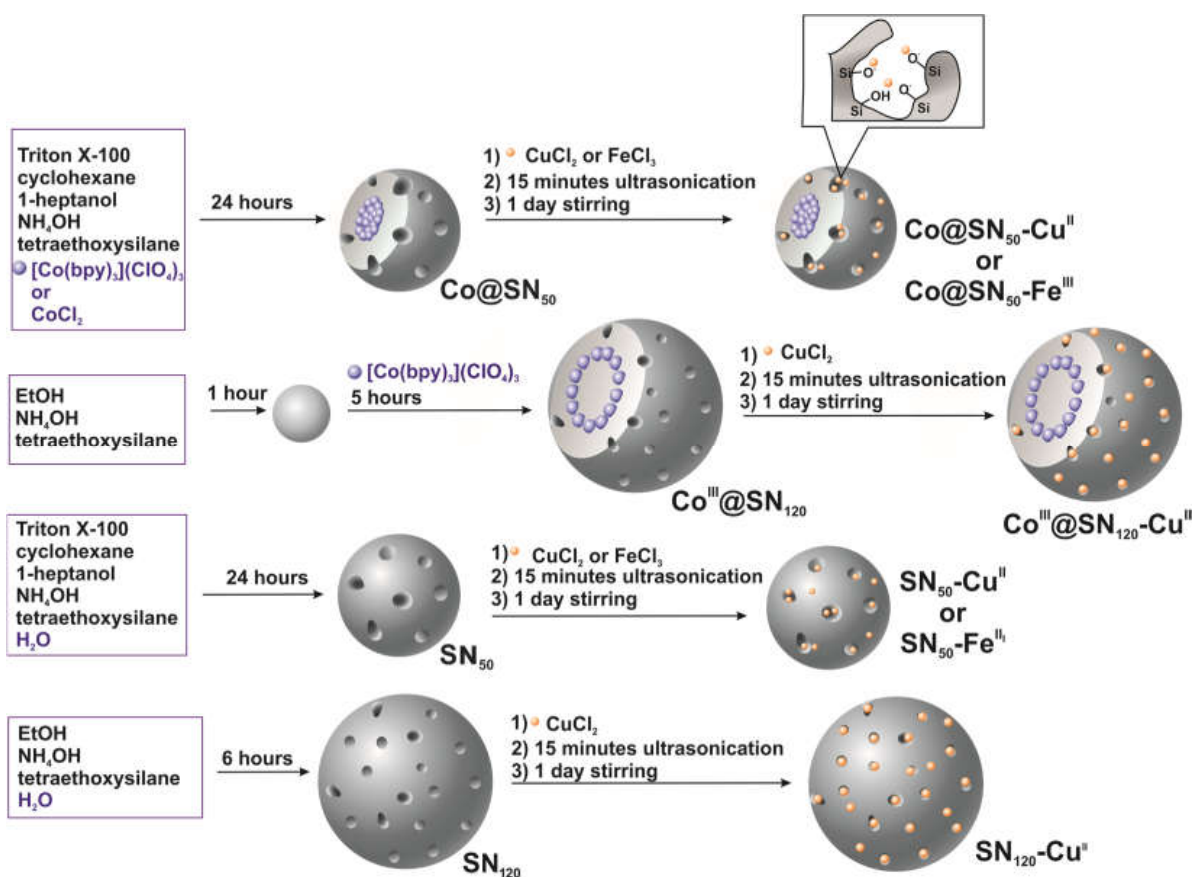 Si
O⁻
O⁻
Si
OH
O⁻
Si
Si
Triton X-100
cyclohexane
1-heptanol
NH₄OH
tetraethoxysilane
[Co(bpy)₃](ClO₄)₃
or
CoCl₂
24 hours
Co@SN₅₀
1) CuCl₂ or FeCl₃
2) 15 minutes ultrasonication
3) 1 day stirring
Co@SN₅₀-Cuᴵᴵ
or
Co@SN₅₀-Feᴵᴵᴵ
EtOH
NH₄OH
tetraethoxysilane
1 hour
[Co(bpy)₃](ClO₄)₃
5 hours
Coᴵᴵᴵ@SN₁₂₀
1) CuCl₂
2) 15 minutes ultrasonication
3) 1 day stirring
Coᴵᴵᴵ@SN₁₂₀-Cuᴵᴵ
Triton X-100
cyclohexane
1-heptanol
NH₄OH
tetraethoxysilane
H₂O
24 hours
SN₅₀
1) CuCl₂ or FeCl₃
2) 15 minutes ultrasonication
3) 1 day stirring
SN₅₀-Cuᴵᴵ
or
SN₅₀-Feᴵᴵᴵ
EtOH
NH₄OH
tetraethoxysilane
H₂O
6 hours
SN₁₂₀
1) CuCl₂
2) 15 minutes ultrasonication
3) 1 day stirring
SN₁₂₀-Cuᴵᴵ